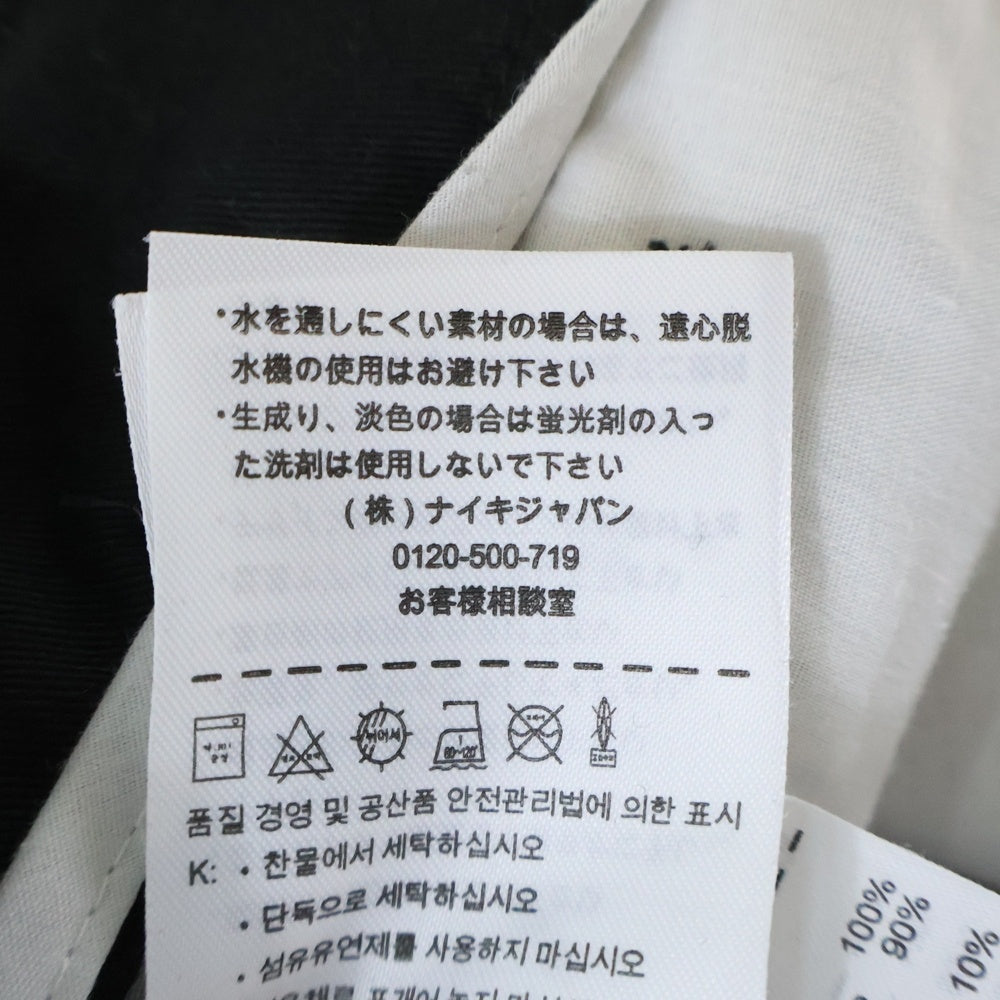 ・水を通しにくい素材の場合は、遠心脱
水機の使用はお避け下さい
・生成り、淡色の場合は蛍光剤の入っ
た洗剤は使用しないで下さい
(株)ナイキジャパン
0120-500-719
お客様相談室
80~120
품질 경영 및 공산품 안전관리법에 의한 표시
K: • 찬물에서 세탁하십시오
• 단독으로 세탁하십시오
• 섬유유연제를 사용하지 마십시오
100%
90%
10%